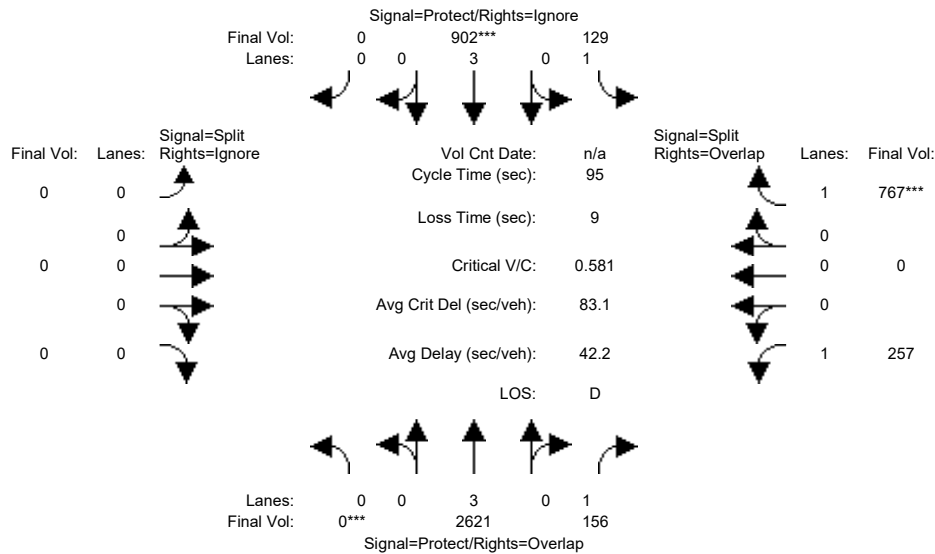 Signal=Protect/Rights=Ignore
Final Vol: 0 902*** 129
Lanes: 0 0 3 0 1
Signal=Split Signal=Split
Final Vol: Lanes: Rights=Ignore Vol Cnt Date: n/a Rights=Overlap Lanes: Final Vol:
Cycle Time (sec): 95
0 0 1 767***
Loss Time (sec): 9
0 0
0 0 Critical V/C: 0.581 0 0
0 Avg Crit Del (sec/veh): 83.1 0
0 0 Avg Delay (sec/veh): 42.2 1 257
LOS: D
Lanes: 0 0 3 0 1
Final Vol: 0*** 2621 156
Signal=Protect/Rights=Overlap